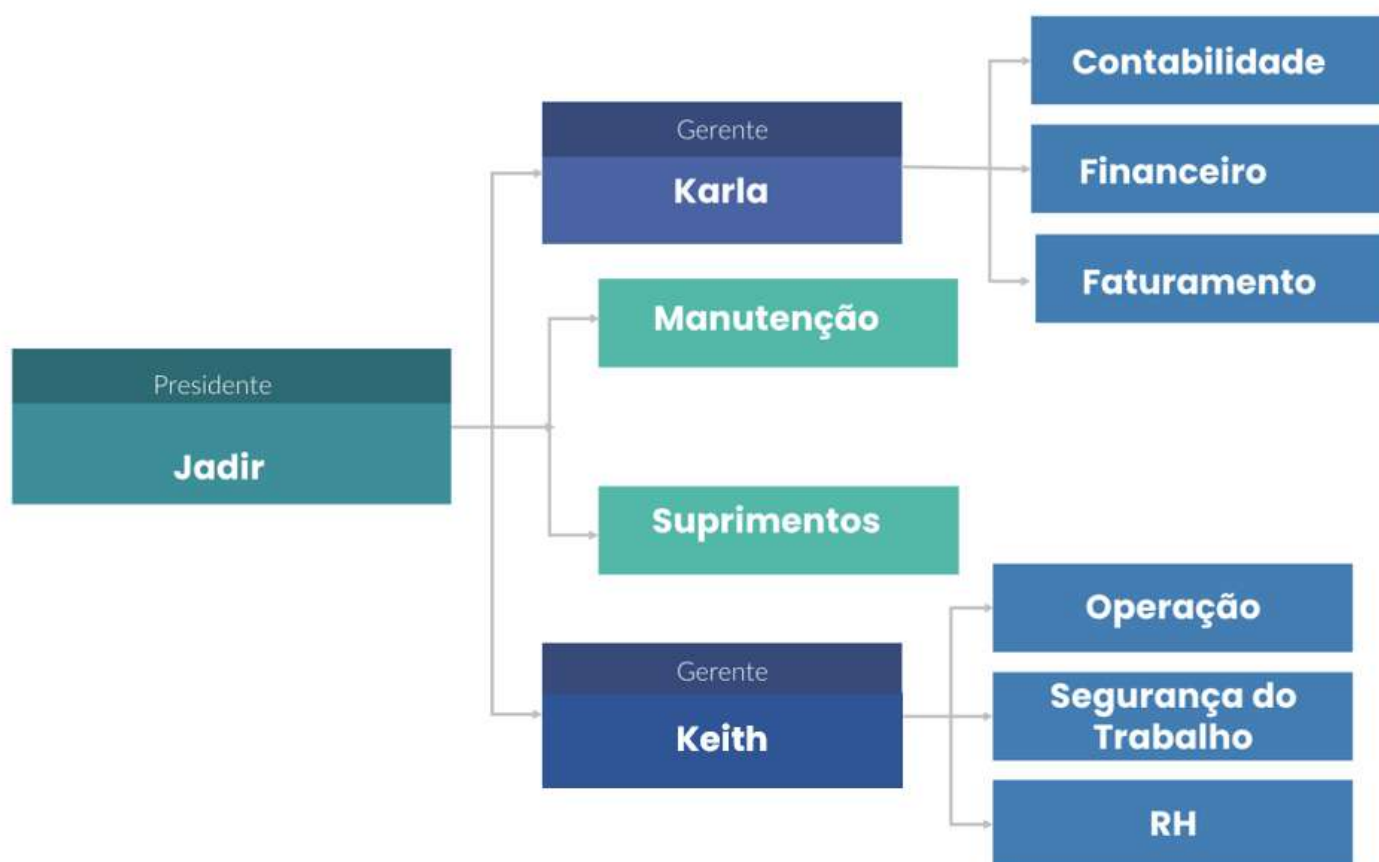 Contabilidade
Gerente
Karla
Financeiro
Faturamento
Manutenção
Presidente
Jadir
Suprimentos
Operação
Gerente
Keith
Segurança do
Trabalho
RH